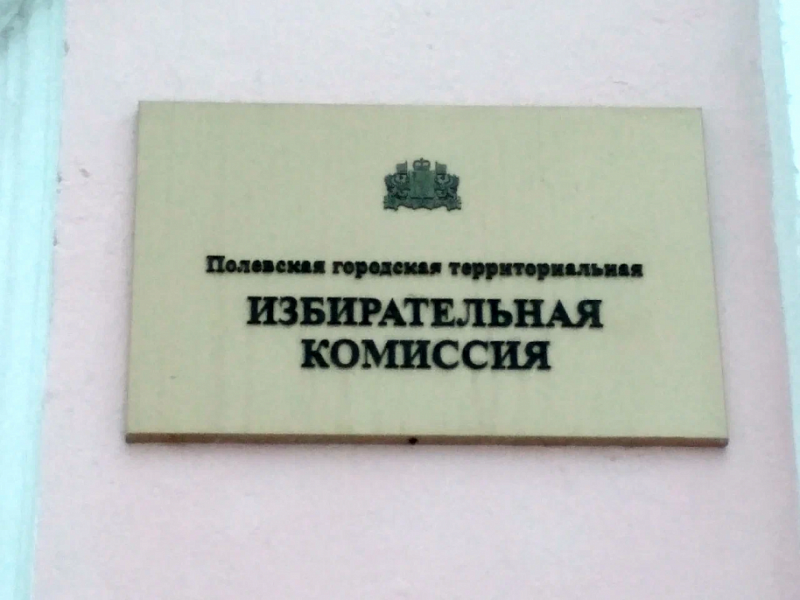 Полевская городская территориальная
ИЗБИРАТЕЛЬНАЯ
КОМИССИЯ